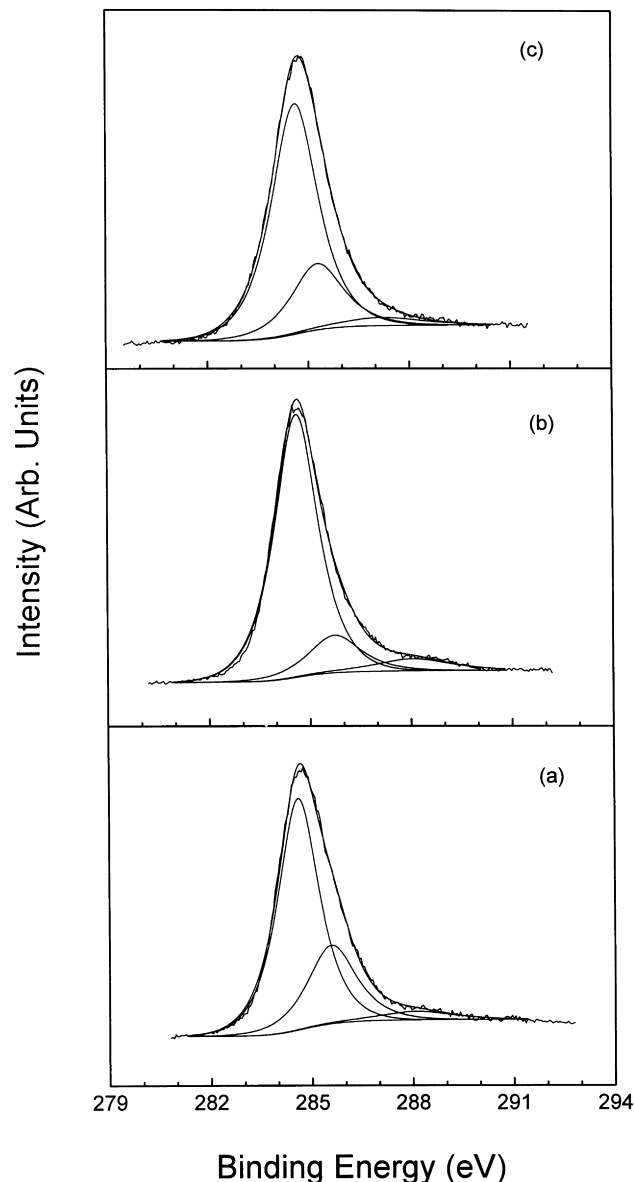 (c)
(b)
(a)
Intensity (Arb. Units)
279 282 285 288 291 294
Binding Energy (eV)